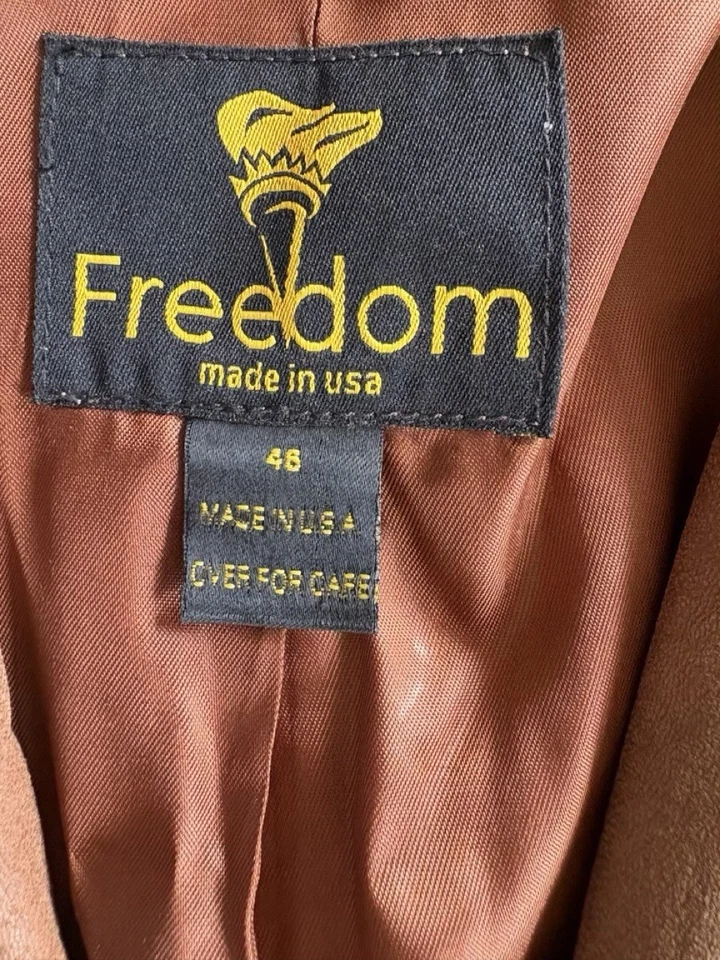 Freedom
made in usa
46
MADE IN U.S.A
OVER FOR CARE